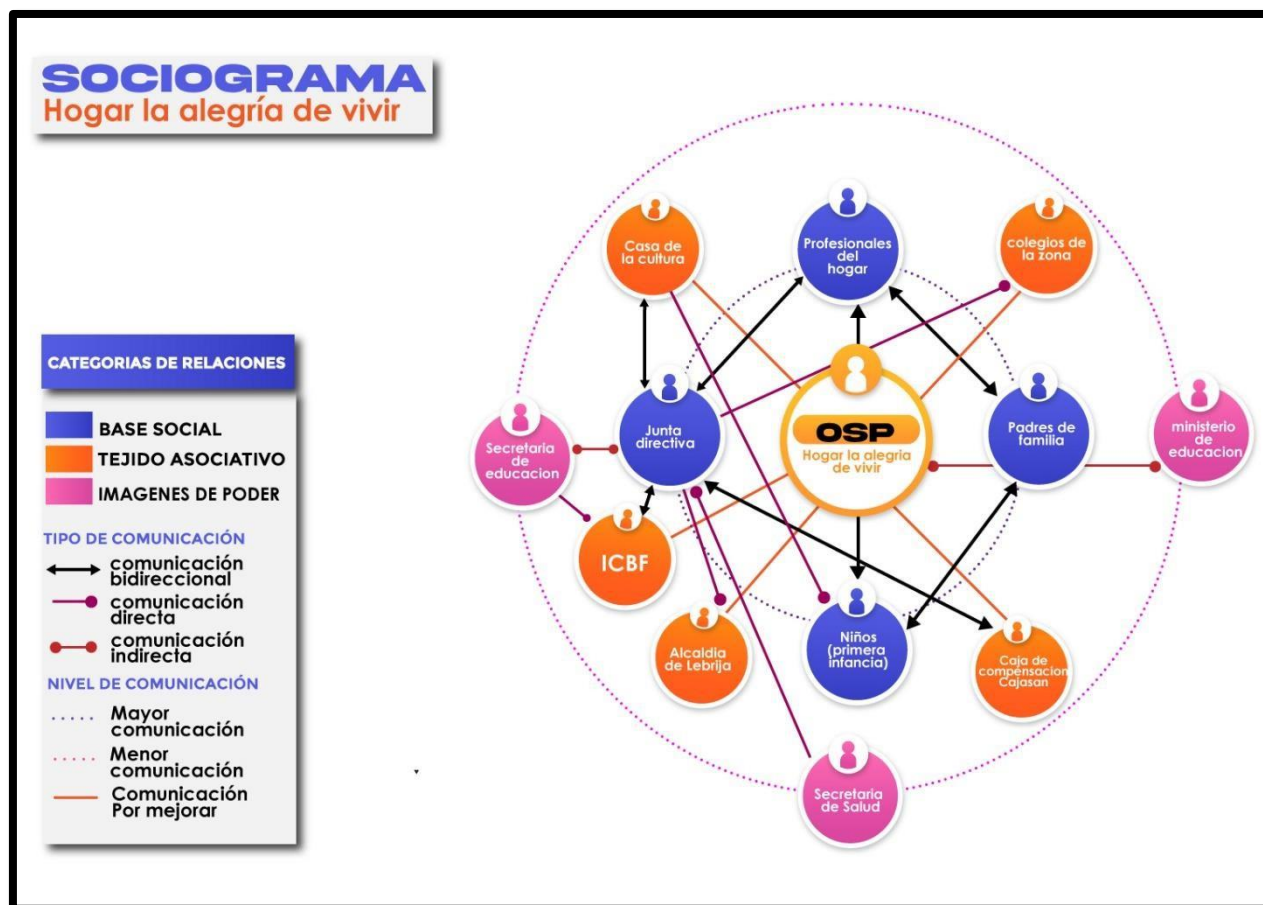 SOCIOGRAMA
Hogar la alegría de vivir
CATEGORIAS DE RELACIONES
BASE SOCIAL
TEJIDO ASOCIATIVO
IMAGENES DE PODER
TIPO DE COMUNICACIÓN
comunicación
bidireccional
comunicación
directa
comunicación
indirecta
NIVEL DE COMUNICACIÓN
Mayor
comunicación
Menor
comunicación
Comunicación
Por mejorar
Casa de
la cultura
Profesionales
del
hogar
colegios de
la zona
Secretaria
de
educacion
Junta
directiva
OSP
Hogar la alegria
de vivir
Padres de
familia
ministerio
de
educacion
ICBF
Alcaldia
de Lebrija
Niños
(primera
infancia)
Caja de
compensacion
Cajasan
Secretaria
de Salud